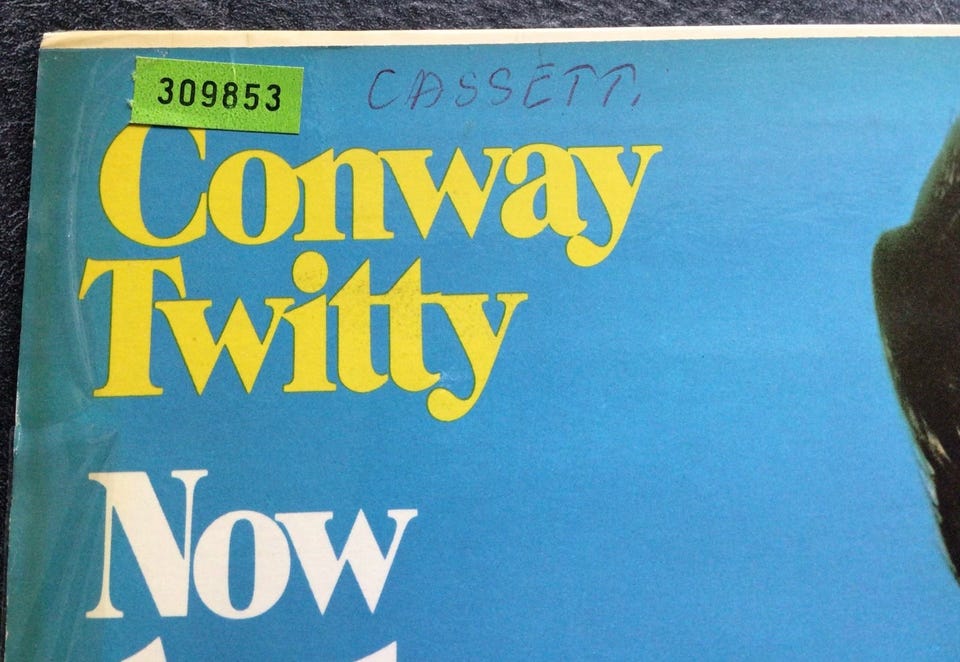 309853
CASSETT.
Conway
Twitty
Now